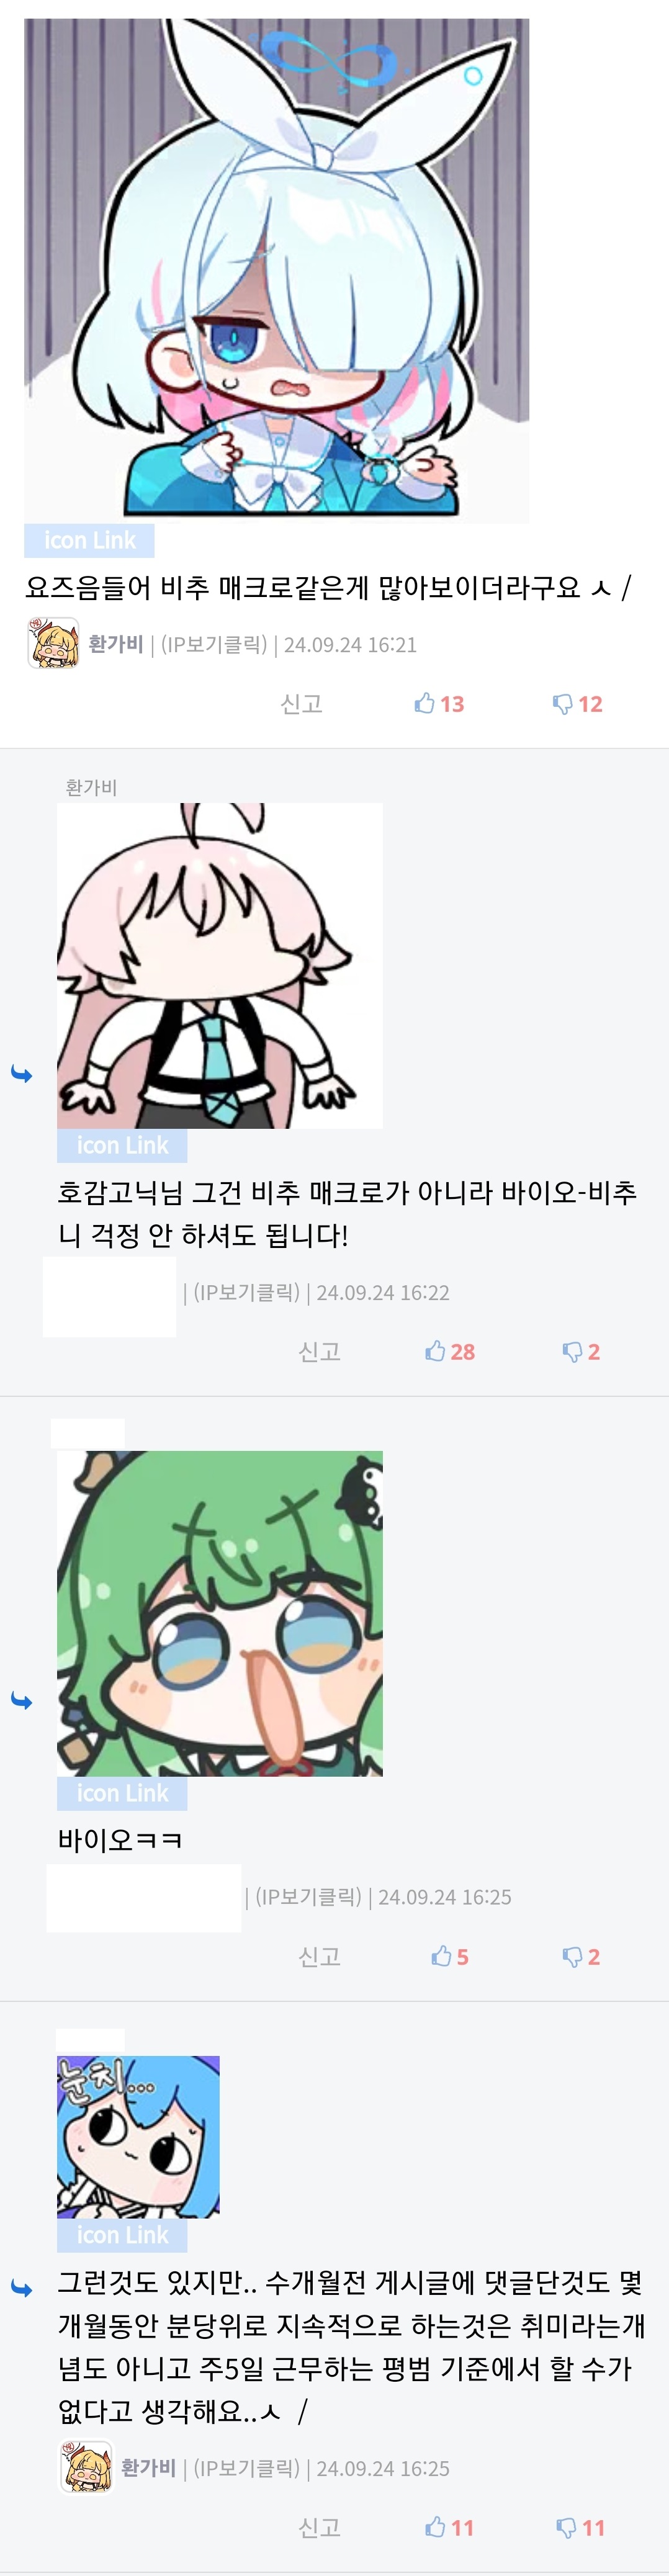 icon Link
요즈음들어 비추 매크로같은게 많아보이더라구요 ㅅ /
환가비 | (IP보기클릭) | 24.09.24 16:21
신고 13 12
환가비
icon Link
호감고닉님 그건 비추 매크로가 아니라 바이오-비추
니 걱정 안 하셔도 됩니다!
| (IP보기클릭) | 24.09.24 16:22
신고 28 2
icon Link
바이오ㅋㅋ
| (IP보기클릭) | 24.09.24 16:25
신고 5 2
눈치...
icon Link
그런것도 있지만.. 수개월전 게시글에 댓글단것도 몇
개월동안 분당위로 지속적으로 하는것은 취미라는개
념도 아니고 주5일 근무하는 평범 기준에서 할 수가
없다고 생각해요..ㅅ /
환가비 | (IP보기클릭) | 24.09.24 16:25
신고 11 11